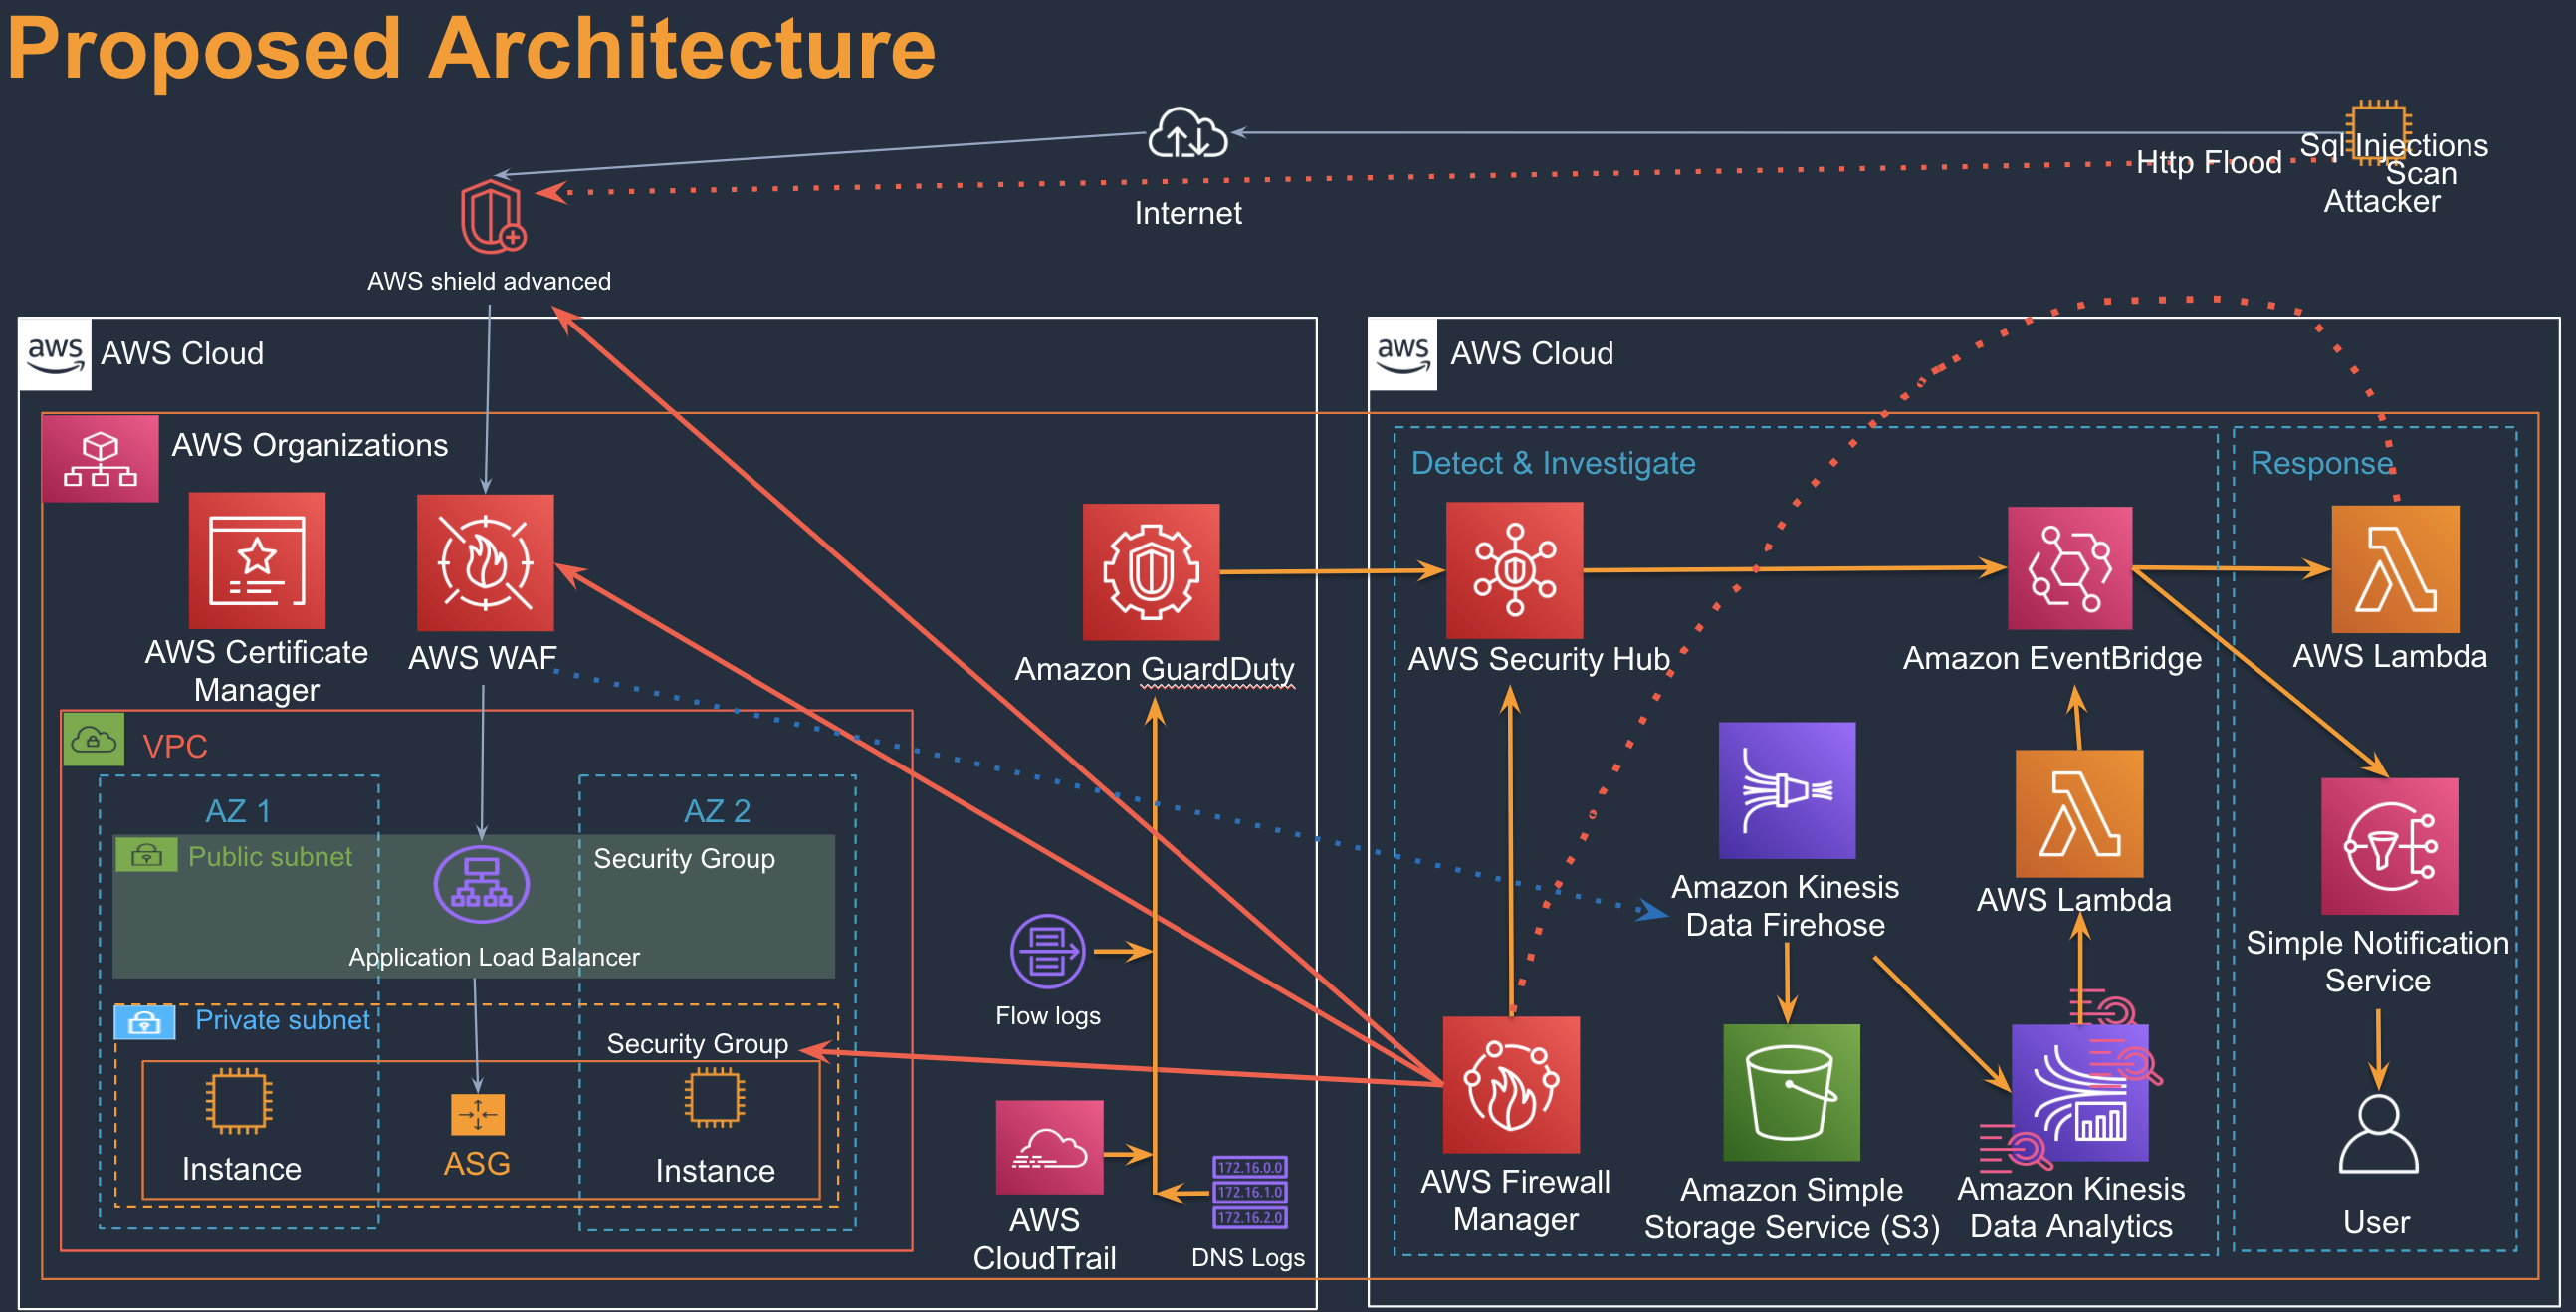 Proposed Architecture
Sql Injections
Http Flood
Scan
Attacker
Internet
AWS shield advanced
aws
AWS Cloud
aws
AWS Cloud
AWS Organizations
Detect & Investigate
Response
AWS Certificate
Manager
AWS WAF
Amazon GuardDuty
AWS Security Hub
Amazon EventBridge
AWS Lambda
VPC
AZ 1
AZ 2
Public subnet
Security Group
Application Load Balancer
Amazon Kinesis
Data Firehose
AWS Lambda
Simple Notification
Service
Private subnet
Security Group
Flow logs
Instance
ASG
Instance
AWS
CloudTrail
172.16.0.0
172.16.1.0
172.16.2.0
DNS Logs
AWS Firewall
Manager
Amazon Simple
Storage Service (S3)
Amazon Kinesis
Data Analytics
User